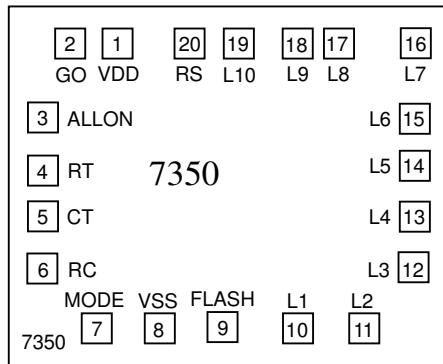 2 1 20 19 18 17 16
GO VDD RS L10 L9 L8 L7
3 ALLON L6 15
4 RT 7350 L5 14
5 CT L4 13
6 RC L3 12
MODE VSS FLASH L1 L2
7350 7 8 9 10 11